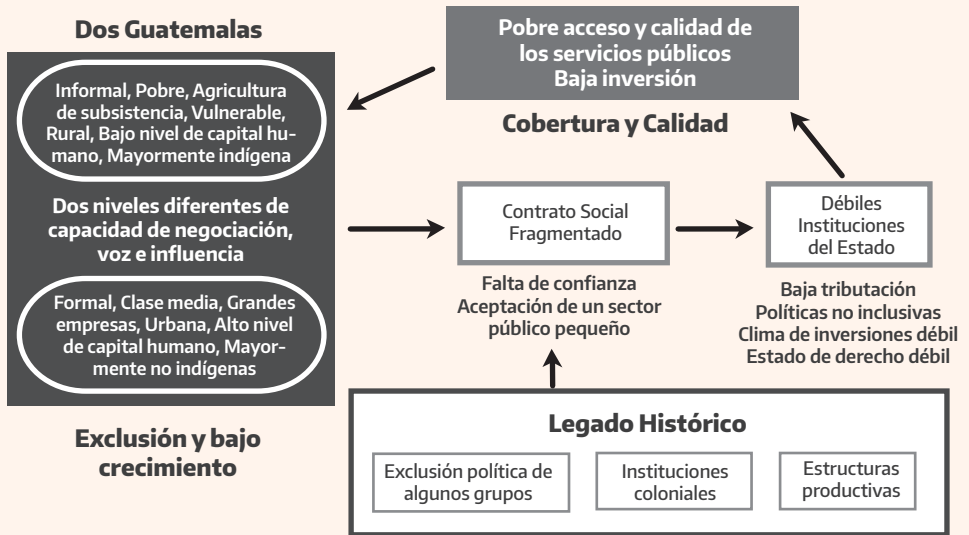 Dos Guatemalas
Informal, Pobre, Agricultura
de subsistencia, Vulnerable,
Rural, Bajo nivel de capital hu-
mano, Mayormente indígena
Dos niveles diferentes de
capacidad de negociación,
voz e influencia
Formal, Clase media, Grandes
empresas, Urbana, Alto nivel
de capital humano, Mayor-
mente no indígenas
Exclusión y bajo
crecimiento
Pobre acceso y calidad de
los servicios públicos
Baja inversión
Cobertura y Calidad
Contrato Social
Fragmentado
Falta de confianza
Aceptación de un sector
público pequeño
Débiles
Instituciones
del Estado
Baja tributación
Políticas no inclusivas
Clima de inversiones débil
Estado de derecho débil
Legado Histórico
Exclusión política de
algunos grupos
Instituciones
coloniales
Estructuras
productivas